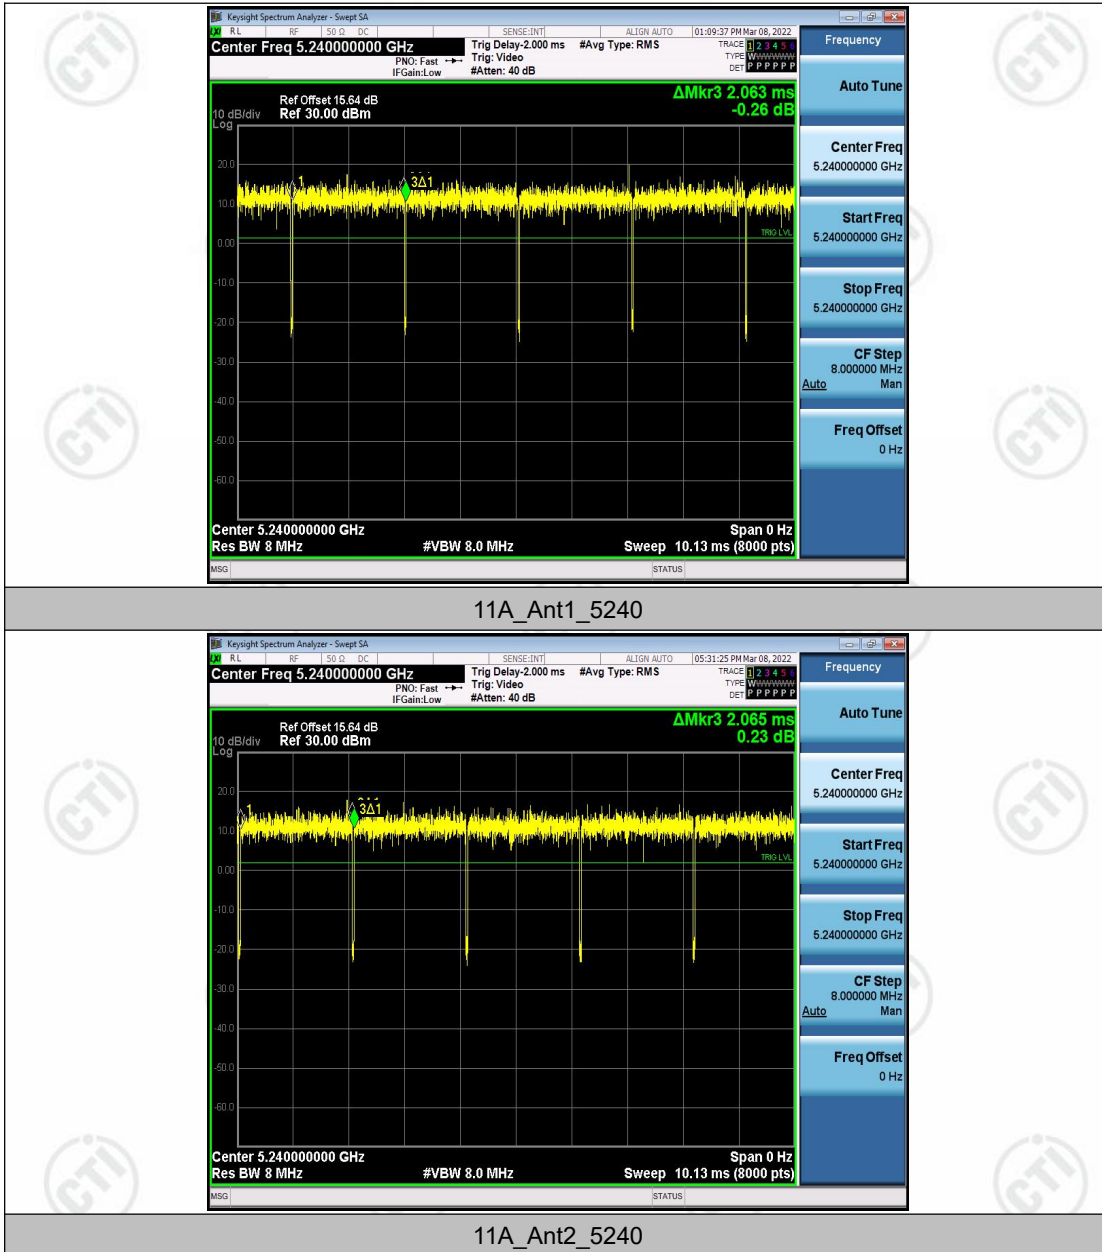 Keysight Spectrum Analyzer - Swept SA
RL RF 50 Ω DC SENSE:INT ALIGN AUTO 01:09:37 PM Mar 08, 2022
Center Freq 5.240000000 GHz Trig Delay-2.000 ms #Avg Type: RMS TRACE 1 2 3 4 5 6 Frequency
PNO: Fast Trig: Video TYPE W
IFGain:Low #Atten: 40 dB DET P P P P P P
Auto Tune
ΔMkr3 2.063 ms
Ref Offset 15.64 dB
10 dB/div Ref 30.00 dBm -0.26 dB
Log
Center Freq
5.240000000 GHz
20.0
1 3Δ1
10.0
Start Freq
5.240000000 GHz
TRIG LVL
0.00
-10.0
Stop Freq
5.240000000 GHz
-20.0
-30.0
CF Step
8.000000 MHz
Auto Man
-40.0
Freq Offset
0 Hz
-50.0
-60.0
Center 5.240000000 GHz Span 0 Hz
Res BW 8 MHz #VBW 8.0 MHz Sweep 10.13 ms (8000 pts)
MSG STATUS
11A_Ant1_5240
Keysight Spectrum Analyzer - Swept SA
RL RF 50 Ω DC SENSE:INT ALIGN AUTO 05:31:25 PM Mar 08, 2022
Center Freq 5.240000000 GHz Trig Delay-2.000 ms #Avg Type: RMS TRACE 1 2 3 4 5 6 Frequency
PNO: Fast Trig: Video TYPE W
IFGain:Low #Atten: 40 dB DET P P P P P P
Auto Tune
ΔMkr3 2.065 ms
Ref Offset 15.64 dB
10 dB/div Ref 30.00 dBm 0.23 dB
Log
Center Freq
5.240000000 GHz
20.0
1 3Δ1
10.0
Start Freq
5.240000000 GHz
TRIG LVL
0.00
-10.0
Stop Freq
5.240000000 GHz
-20.0
-30.0
CF Step
8.000000 MHz
Auto Man
-40.0
Freq Offset
0 Hz
-50.0
-60.0
Center 5.240000000 GHz Span 0 Hz
Res BW 8 MHz #VBW 8.0 MHz Sweep 10.13 ms (8000 pts)
MSG STATUS
11A_Ant2_5240
CTI
CTI
CTI
CTI
CTI
CTI
CTI
CTI